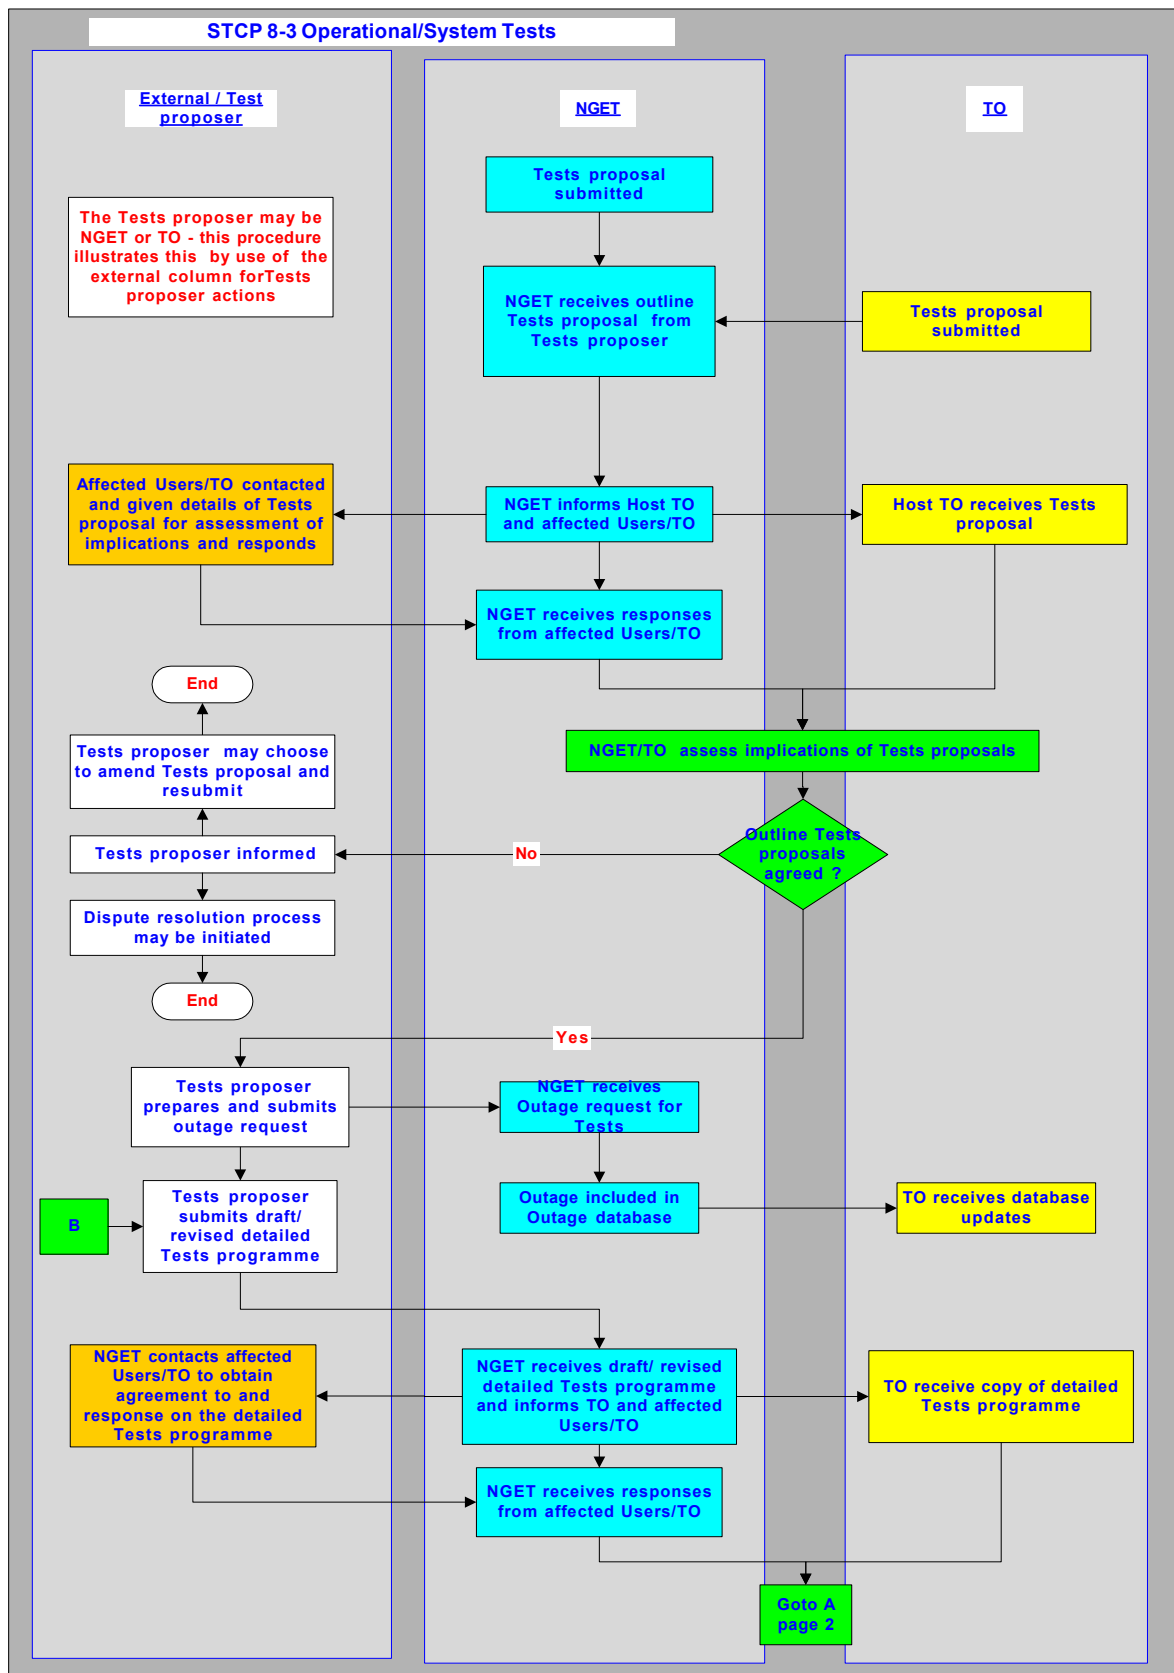 STCP 8-3 Operational/System Tests
External / Test
proposer
NGET
TO
Tests proposal
submitted
The Tests proposer may be
NGET or TO - this procedure
illustrates this by use of the
external column forTests
proposer actions
NGET receives outline
Tests proposal from
Tests proposer
Tests proposal
submitted
Affected Users/TO contacted
and given details of Tests
proposal for assessment of
implications and responds
NGET informs Host TO
and affected Users/TO
Host TO receives Tests
proposal
NGET receives responses
from affected Users/TO
End
Tests proposer may choose
to amend Tests proposal and
resubmit
NGET/TO assess implications of Tests proposals
Tests proposer informed
No
Outline Tests
proposals
agreed ?
Dispute resolution process
may be initiated
End
Yes
Tests proposer
prepares and submits
outage request
NGET receives
Outage request for
Tests
B
Tests proposer
submits draft/
revised detailed
Tests programme
Outage included in
Outage database
TO receives database
updates
NGET contacts affected
Users/TO to obtain
agreement to and
response on the detailed
Tests programme
NGET receives draft/ revised
detailed Tests programme
and informs TO and affected
Users/TO
TO receive copy of detailed
Tests programme
NGET receives responses
from affected Users/TO
Goto A
page 2